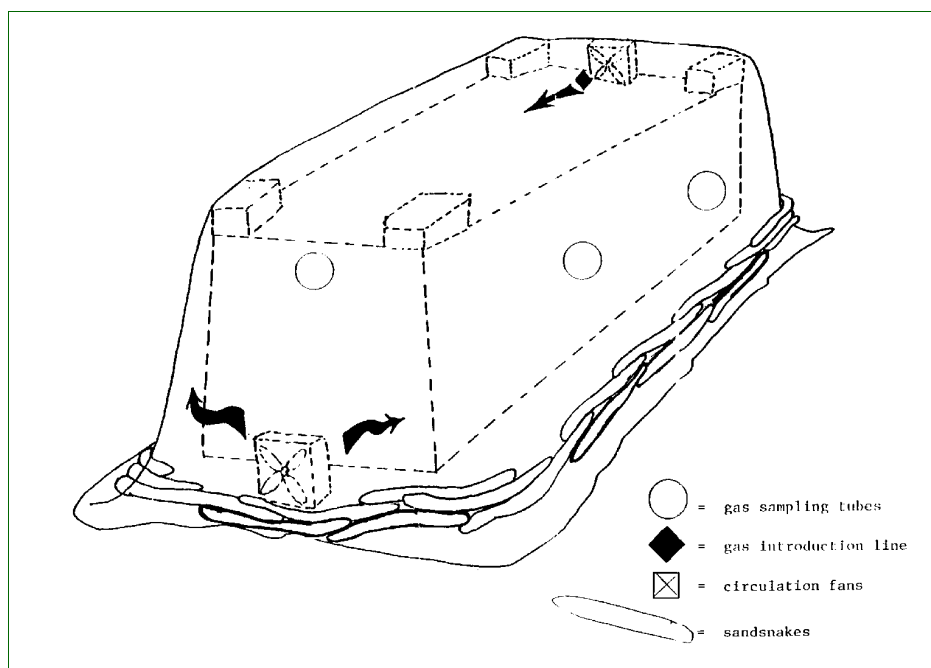 = gas sampling tubes
= gas introduction line
= circulation fans
= sandsnakes